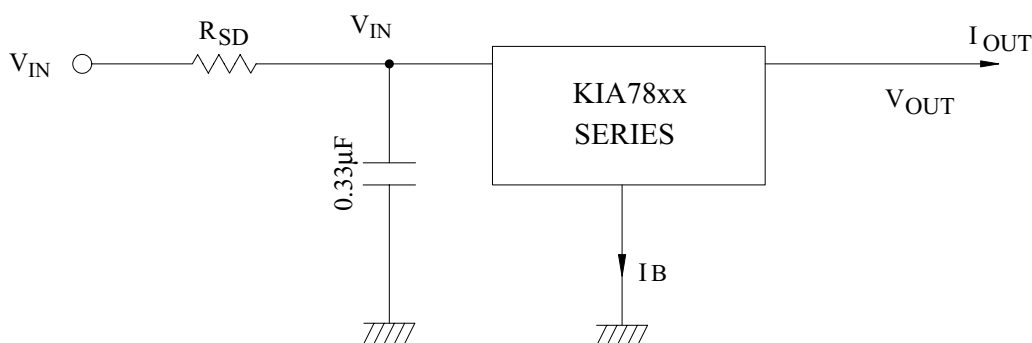 V_IN
R_SD
V_IN
0.33μF
KIA78xx
SERIES
I_B
I_OUT
V_OUT